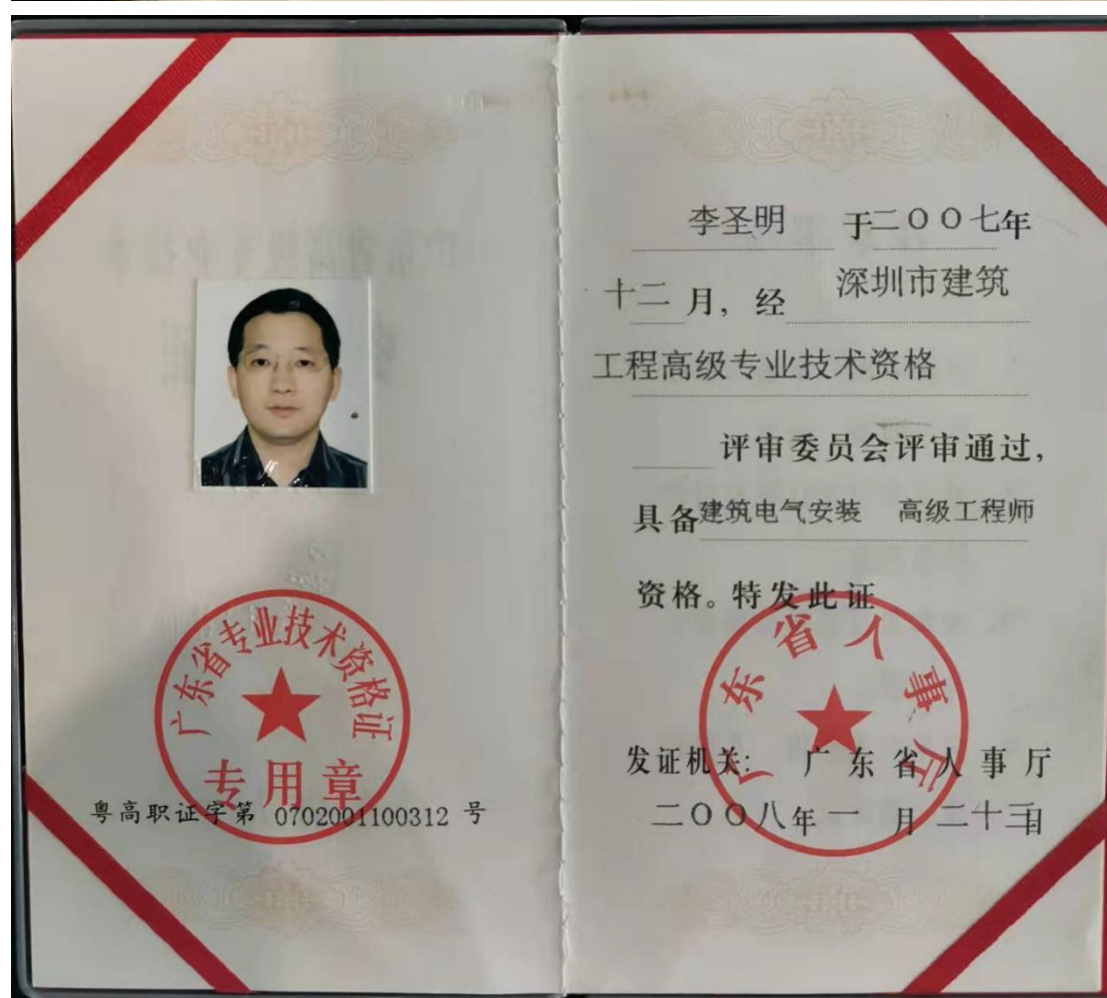 广东省专业技术资格证
专用章
粤高职证字第 0702001100312 号
李圣明 于二００七年
十二月，经 深圳市建筑
工程高级专业技术资格
评审委员会评审通过，
具备建筑电气安装 高级工程师
资格。特发此证
广东省人事厅
发证机关： 广东省人事厅
二００八年一月二十三日